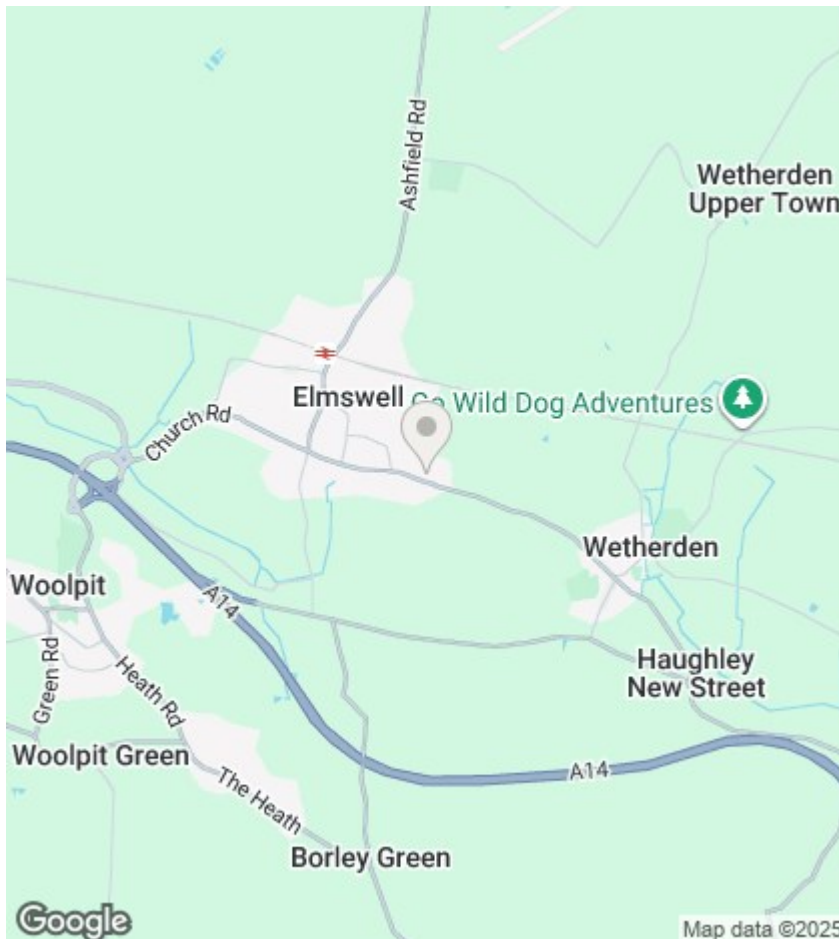 Ashfield Rd
Wetherden
Upper Town
Elmswell
Go Wild Dog Adventures
Church Rd
Wetherden
Woolpit
A14
Green Rd
Heath Rd
Haughley
New Street
Woolpit Green
The Heath
A14
Borley Green
Google
Map data ©2025